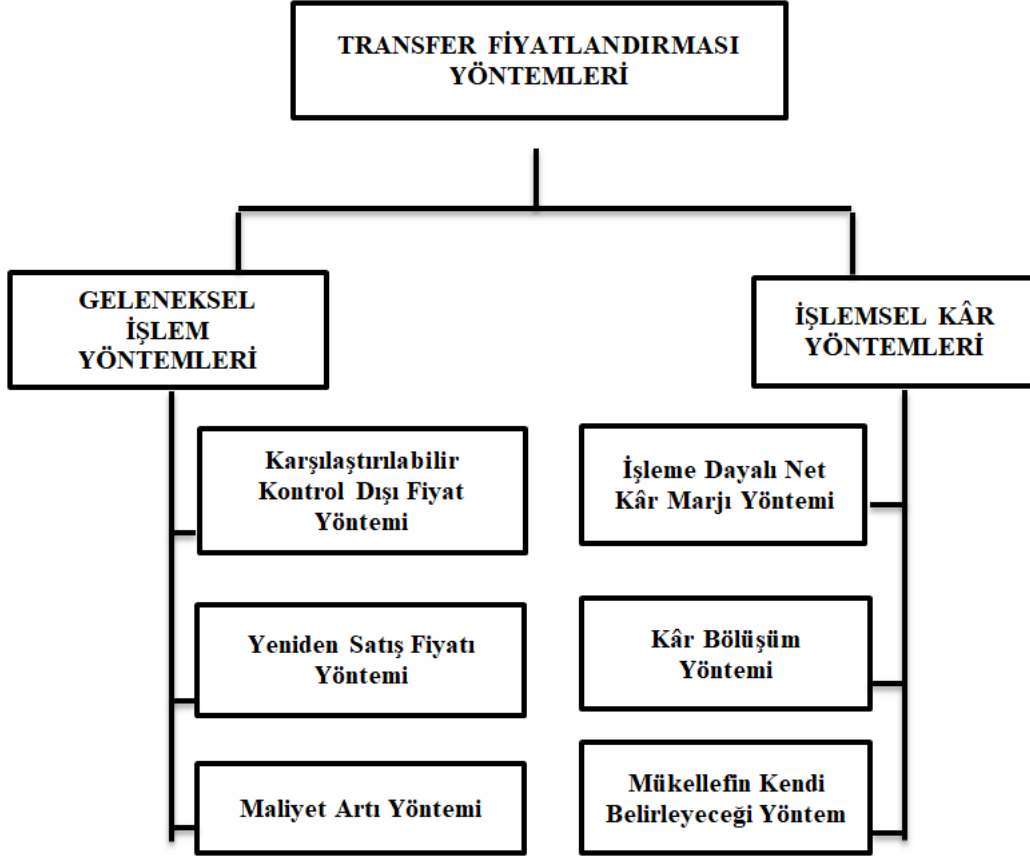 TRANSFER FİYATLANDIRMASI
YÖNTEMLERİ
GELENEKSEL
İŞLEM
YÖNTEMLERİ
Karşılaştırılabilir
Kontrol Dışı Fiyat
Yöntemi
Yeniden Satış Fiyatı
Yöntemi
Maliyet Artı Yöntemi
İŞLEMSEL KÂR
YÖNTEMLERİ
İşleme Dayalı Net
Kâr Marjı Yöntemi
Kâr Bölüşüm
Yöntemi
Mükellefin Kendi
Belirleyeceği Yöntem